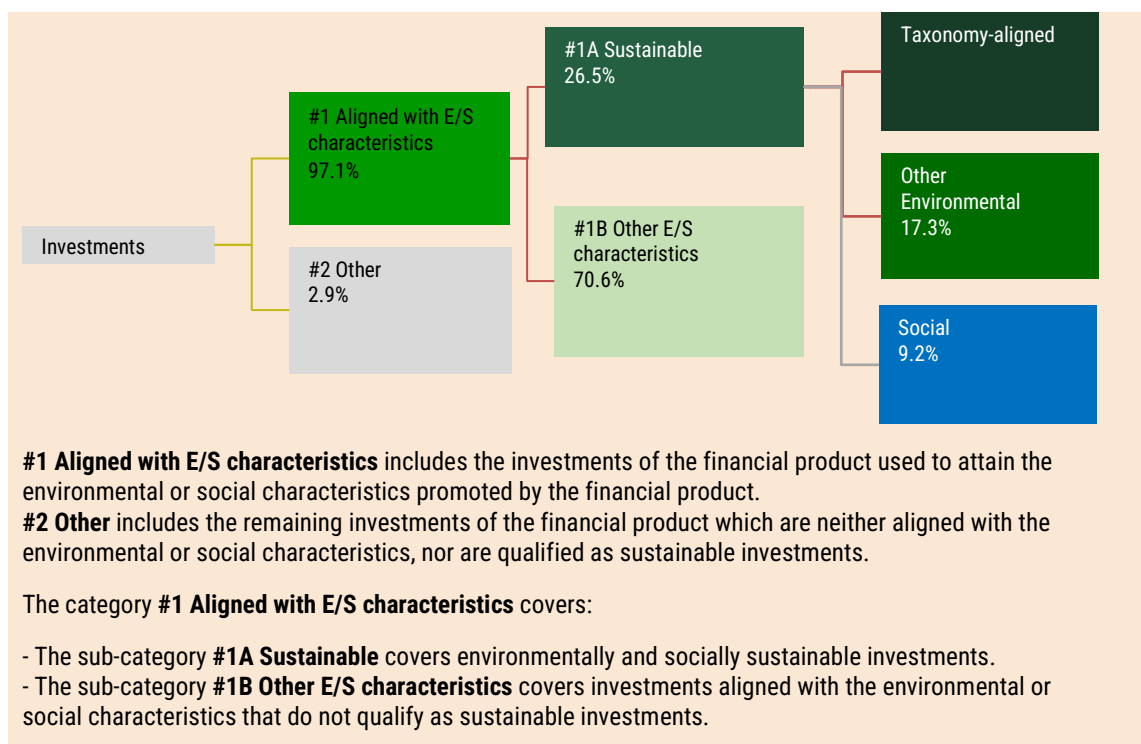 Investments
#1 Aligned with E/S
characteristics
97.1%
#2 Other
2.9%
#1A Sustainable
26.5%
#1B Other E/S
characteristics
70.6%
Taxonomy-aligned
Other
Environmental
17.3%
Social
9.2%
#1 Aligned with E/S characteristics includes the investments of the financial product used to attain the
environmental or social characteristics promoted by the financial product.
#2 Other includes the remaining investments of the financial product which are neither aligned with the
environmental or social characteristics, nor are qualified as sustainable investments.
The category #1 Aligned with E/S characteristics covers:
- The sub-category #1A Sustainable covers environmentally and socially sustainable investments.
- The sub-category #1B Other E/S characteristics covers investments aligned with the environmental or
social characteristics that do not qualify as sustainable investments.